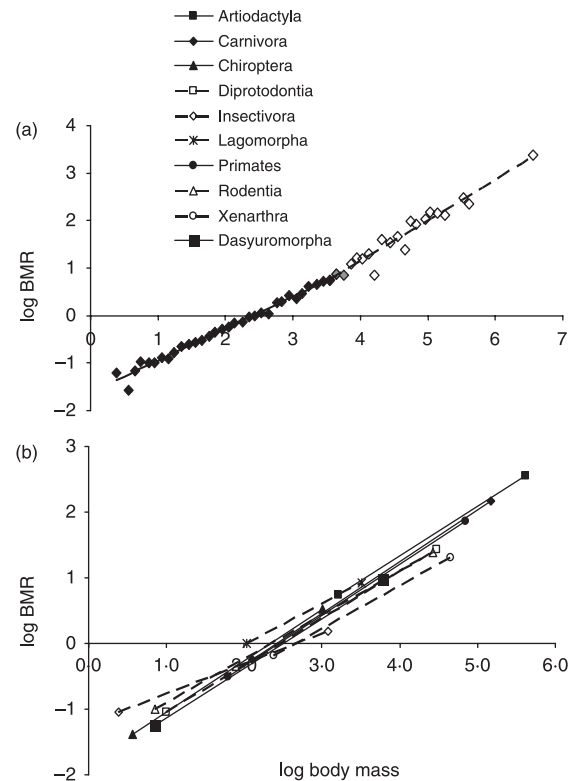 Artiodactyla
Carnivora
Chiroptera
Diprotodontia
Insectivora
Lagomorpha
Primates
Rodentia
Xenarthra
Dasyuromorpha
(a)
4
3
2
1
0
−1
−2
log BMR
0 1 2 3 4 5 6 7
(b)
3
2
1
0
−1
−2
log BMR
0·0 1·0 2·0 3·0 4·0 5·0 6·0
log body mass